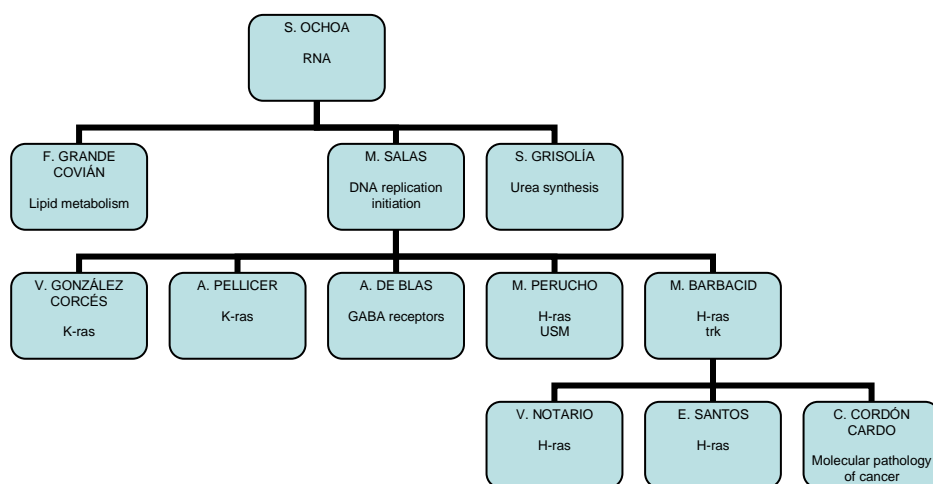 S. OCHOA
RNA
F. GRANDE
COVIÁN
Lipid metabolism
M. SALAS
DNA replication
initiation
S. GRISOLÍA
Urea synthesis
V. GONZÁLEZ
CORCÉS
K-ras
A. PELLICER
K-ras
A. DE BLAS
GABA receptors
M. PERUCHO
H-ras
USM
M. BARBACID
H-ras
trk
V. NOTARIO
H-ras
E. SANTOS
H-ras
C. CORDÓN
CARDO
Molecular pathology
of cancer